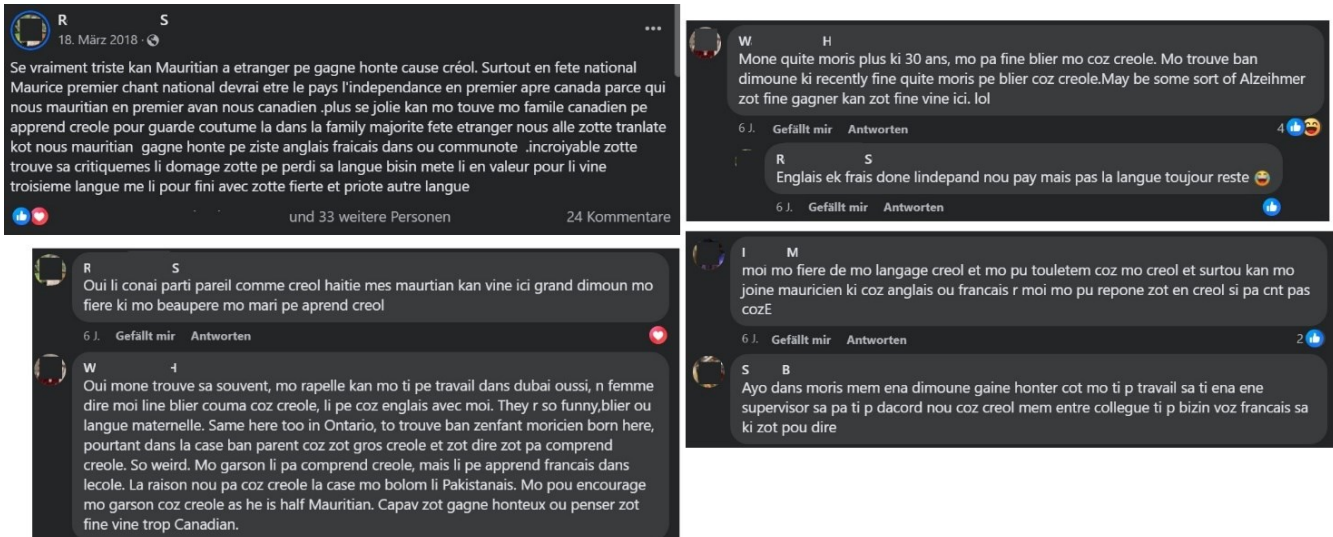 R S
18. März 2018
Se vraiment triste kan Mauritian a etranger pe gagne honte cause créol. Surtout en fete national
Maurice premier chant national devrai etre le pays l'independance en premier apre canada parce qui
nous mauritian en premier avan nous canadien .plus se jolie kan mo touve mo famile canadien pe
apprend creole pour guarde coutume la dans la family majorite fete etranger nous alle zotte tranlate
kot nous mauritian gagne honte pe ziste anglais fraicais dans ou communote .incroiyable zotte
trouve sa critiquemes li domage zotte pe perdi sa langue bisin mete li en valeur pour li vine
troisieme langue me li pour fini avec zotte fierte et priote autre langue
und 33 weitere Personen 24 Kommentare
R S
Oui li conai parti pareil comme creol haitie mes maurtian kan vine ici grand dimoun mo
fiere ki mo beaupere mo mari pe aprend creol
6 J. Gefällt mir Antworten
W H
Oui mone trouve sa souvent, mo rapelle kan mo ti pe travail dans dubai oussi, n femme
dire moi line blier couma coz creole, li pe coz englais avec moi. They r so funny,blier ou
langue maternelle. Same here too in Ontario, to trouve ban zenfant moricien born here,
pourtant dans la case ban parent coz zot gros creole et zot dire zot pa comprend
creole. So weird. Mo garson li pa comprend creole, mais li pe apprend francais dans
lecole. La raison nou pa coz creole la case mo bolom li Pakistanais. Mo pou encourage
mo garson coz creole as he is half Mauritian. Capav zot gagne honteux ou penser zot
fine vine trop Canadian.
W H
Mone quite moris plus ki 30 ans, mo pa fine blier mo coz creole. Mo trouve ban
dimoune ki recently fine quite moris pe blier coz creole.May be some sort of Alzeihmer
zot fine gagner kan zot fine vine ici. lol
6 J. Gefällt mir Antworten 4
R S
Englais ek frais done lindepand nou pay mais pas la langue toujour reste
6 J. Gefällt mir Antworten
I M
moi mo fiere de mo langage creol et mo pu touletem coz mo creol et surtou kan mo
joine mauricien ki coz anglais ou francais r moi mo pu repone zot en creol si pa cnt pas
cozE
6 J. Gefällt mir Antworten 2
S B
Ayo dans moris mem ena dimoune gaine honter cot mo ti p travail sa ti ena ene
supervisor sa pa ti p dacord nou coz creol mem entre collegue ti p bizin voz francais sa
ki zot pou dire